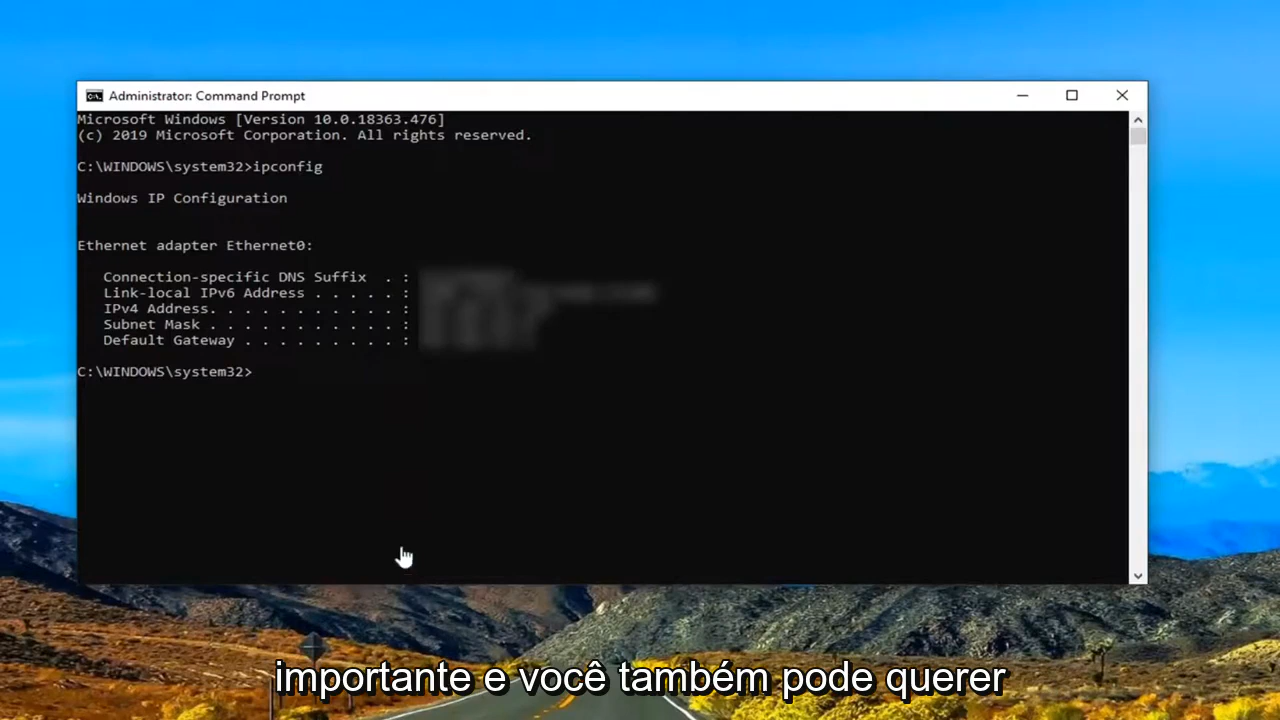 Administrator: Command Prompt
Microsoft Windows [Version 10.0.18363.476]
(c) 2019 Microsoft Corporation. All rights reserved.
C:\WINDOWS\system32>ipconfig
Windows IP Configuration
Ethernet adapter Ethernet0:
Connection-specific DNS Suffix . :
Link-local IPv6 Address . . . . . :
IPv4 Address. . . . . . . . . . . :
Subnet Mask . . . . . . . . . . . :
Default Gateway . . . . . . . . . :
C:\WINDOWS\system32>
importante e você também pode querer